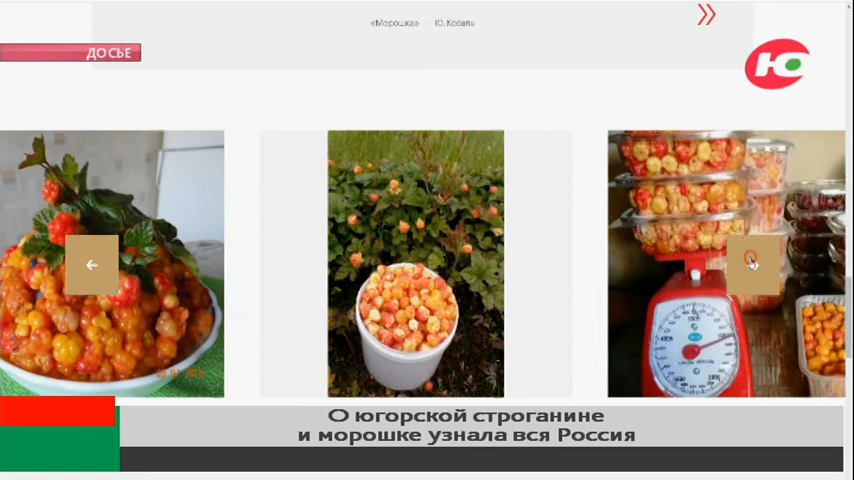 «Морошка» Ю. Коваль
ДОСЬЕ
Ю
О югорской строганине
и морошке узнала вся Россия